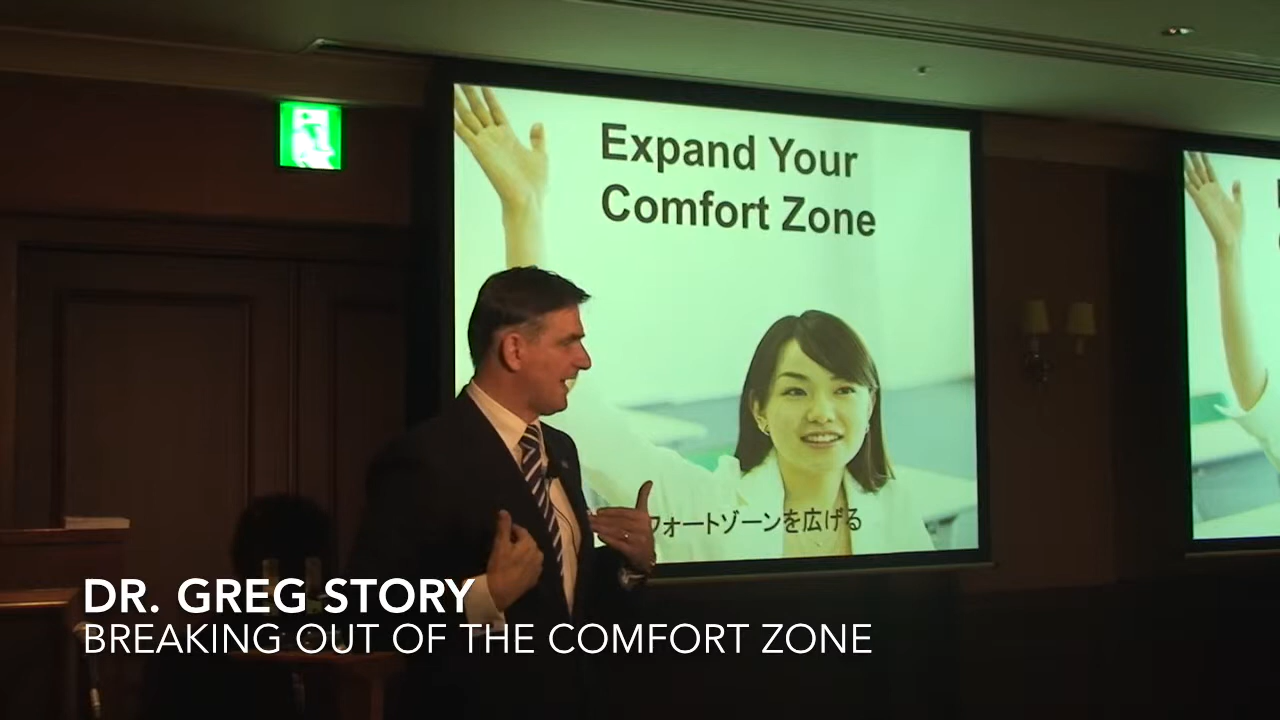 Expand Your
Comfort Zone
フォートゾーンを広げる
DR. GREG STORY
BREAKING OUT OF THE COMFORT ZONE